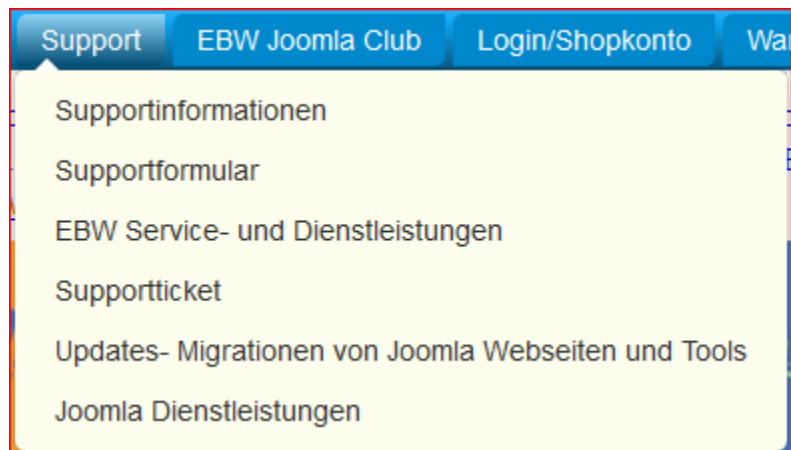 Support EBW Joomla Club Login/Shopkonto
Supportinformationen
Supportformular
EBW Service- und Dienstleistungen
Supportticket
Updates- Migrationen von Joomla Webseiten und Tools
Joomla Dienstleistungen